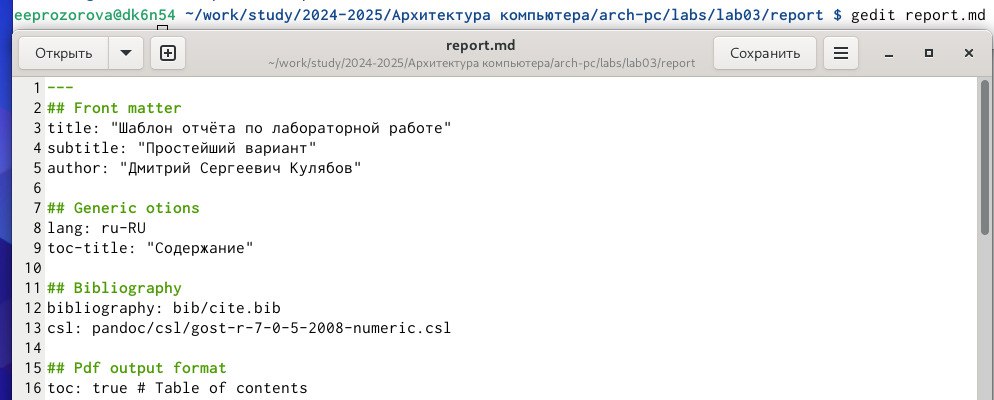 eeprozorova@dk6n54 ~/work/study/2024-2025/Архитектура компьютера/arch-pc/labs/lab03/report $ gedit report.md
Открыть
report.md
~/work/study/2024-2025/Архитектура компьютера/arch-pc/labs/lab03/report
Сохранить
1 ---
2 ## Front matter
3 title: "Шаблон отчёта по лабораторной работе"
4 subtitle: "Простейший вариант"
5 author: "Дмитрий Сергеевич Кулябов"
6
7 ## Generic otions
8 lang: ru-RU
9 toc-title: "Содержание"
10
11 ## Bibliography
12 bibliography: bib/cite.bib
13 csl: pandoc/csl/gost-r-7-0-5-2008-numeric.csl
14
15 ## Pdf output format
16 toc: true # Table of contents